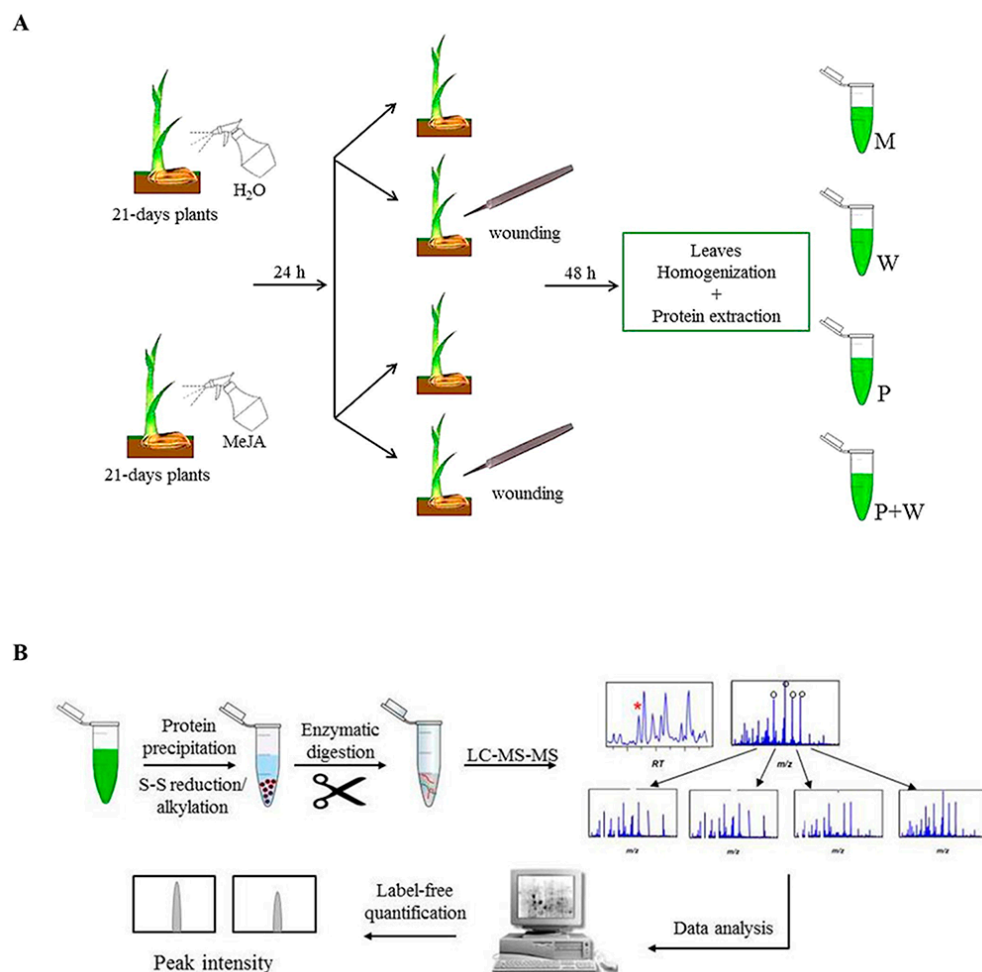 A
H₂O
21-days plants
24 h
MeJA
21-days plants
wounding
wounding
48 h
Leaves
Homogenization
+
Protein extraction
M
W
P
P+W
B
Protein
precipitation
S-S reduction/
alkylation
Enzymatic
digestion
LC-MS-MS
*
RT
m/z
m/z
m/z
m/z
m/z
Data analysis
Label-free
quantification
Peak intensity